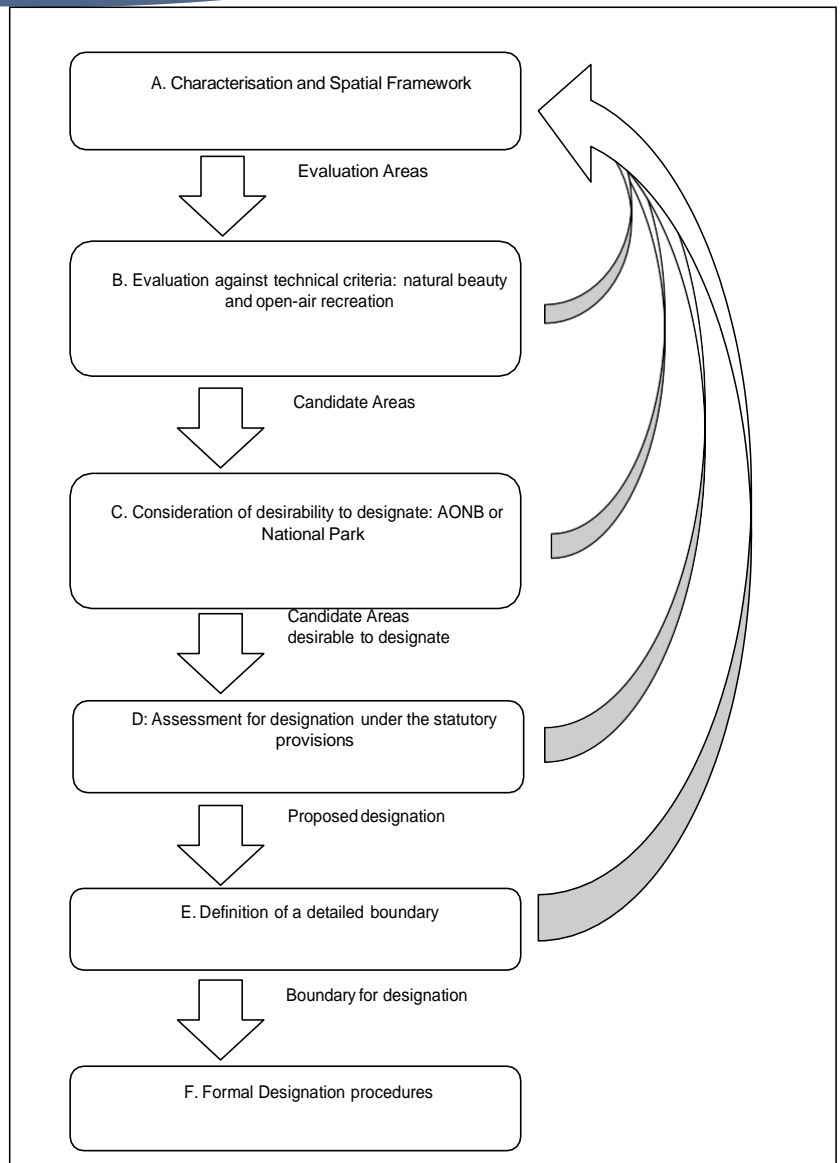 A. Characterisation and Spatial Framework
Evaluation Areas
B. Evaluation against technical criteria: natural beauty
and open-air recreation
Candidate Areas
C. Consideration of desirability to designate: AONB or
National Park
Candidate Areas
desirable to designate
D: Assessment for designation under the statutory
provisions
Proposed designation
E. Definition of a detailed boundary
Boundary for designation
F. Formal Designation procedures